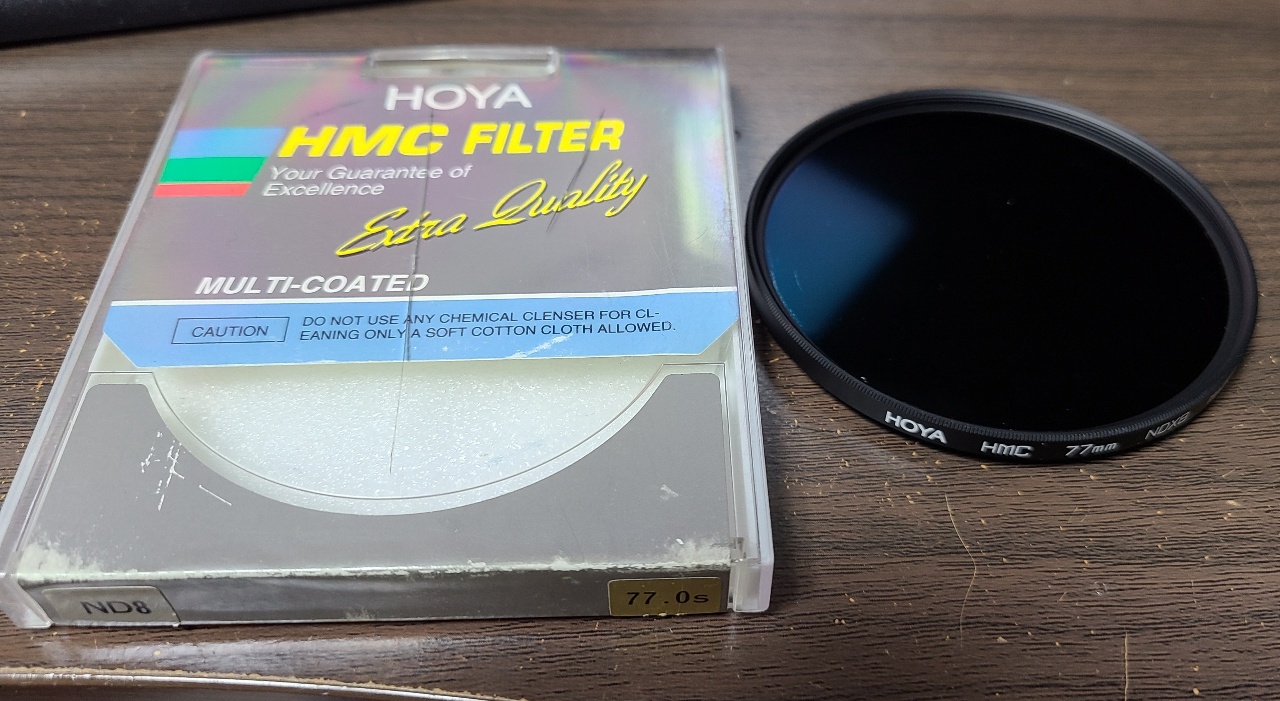 HOYA
HMC FILTER
Your Guarantee of
Excellence
Extra Quality
MULTI-COATED
CAUTION
DO NOT USE ANY CHEMICAL CLENSER FOR CL-
EANING ONLY A SOFT COTTON CLOTH ALLOWED.
ND8
77.0s
HOYA HMC 77mm NDX8